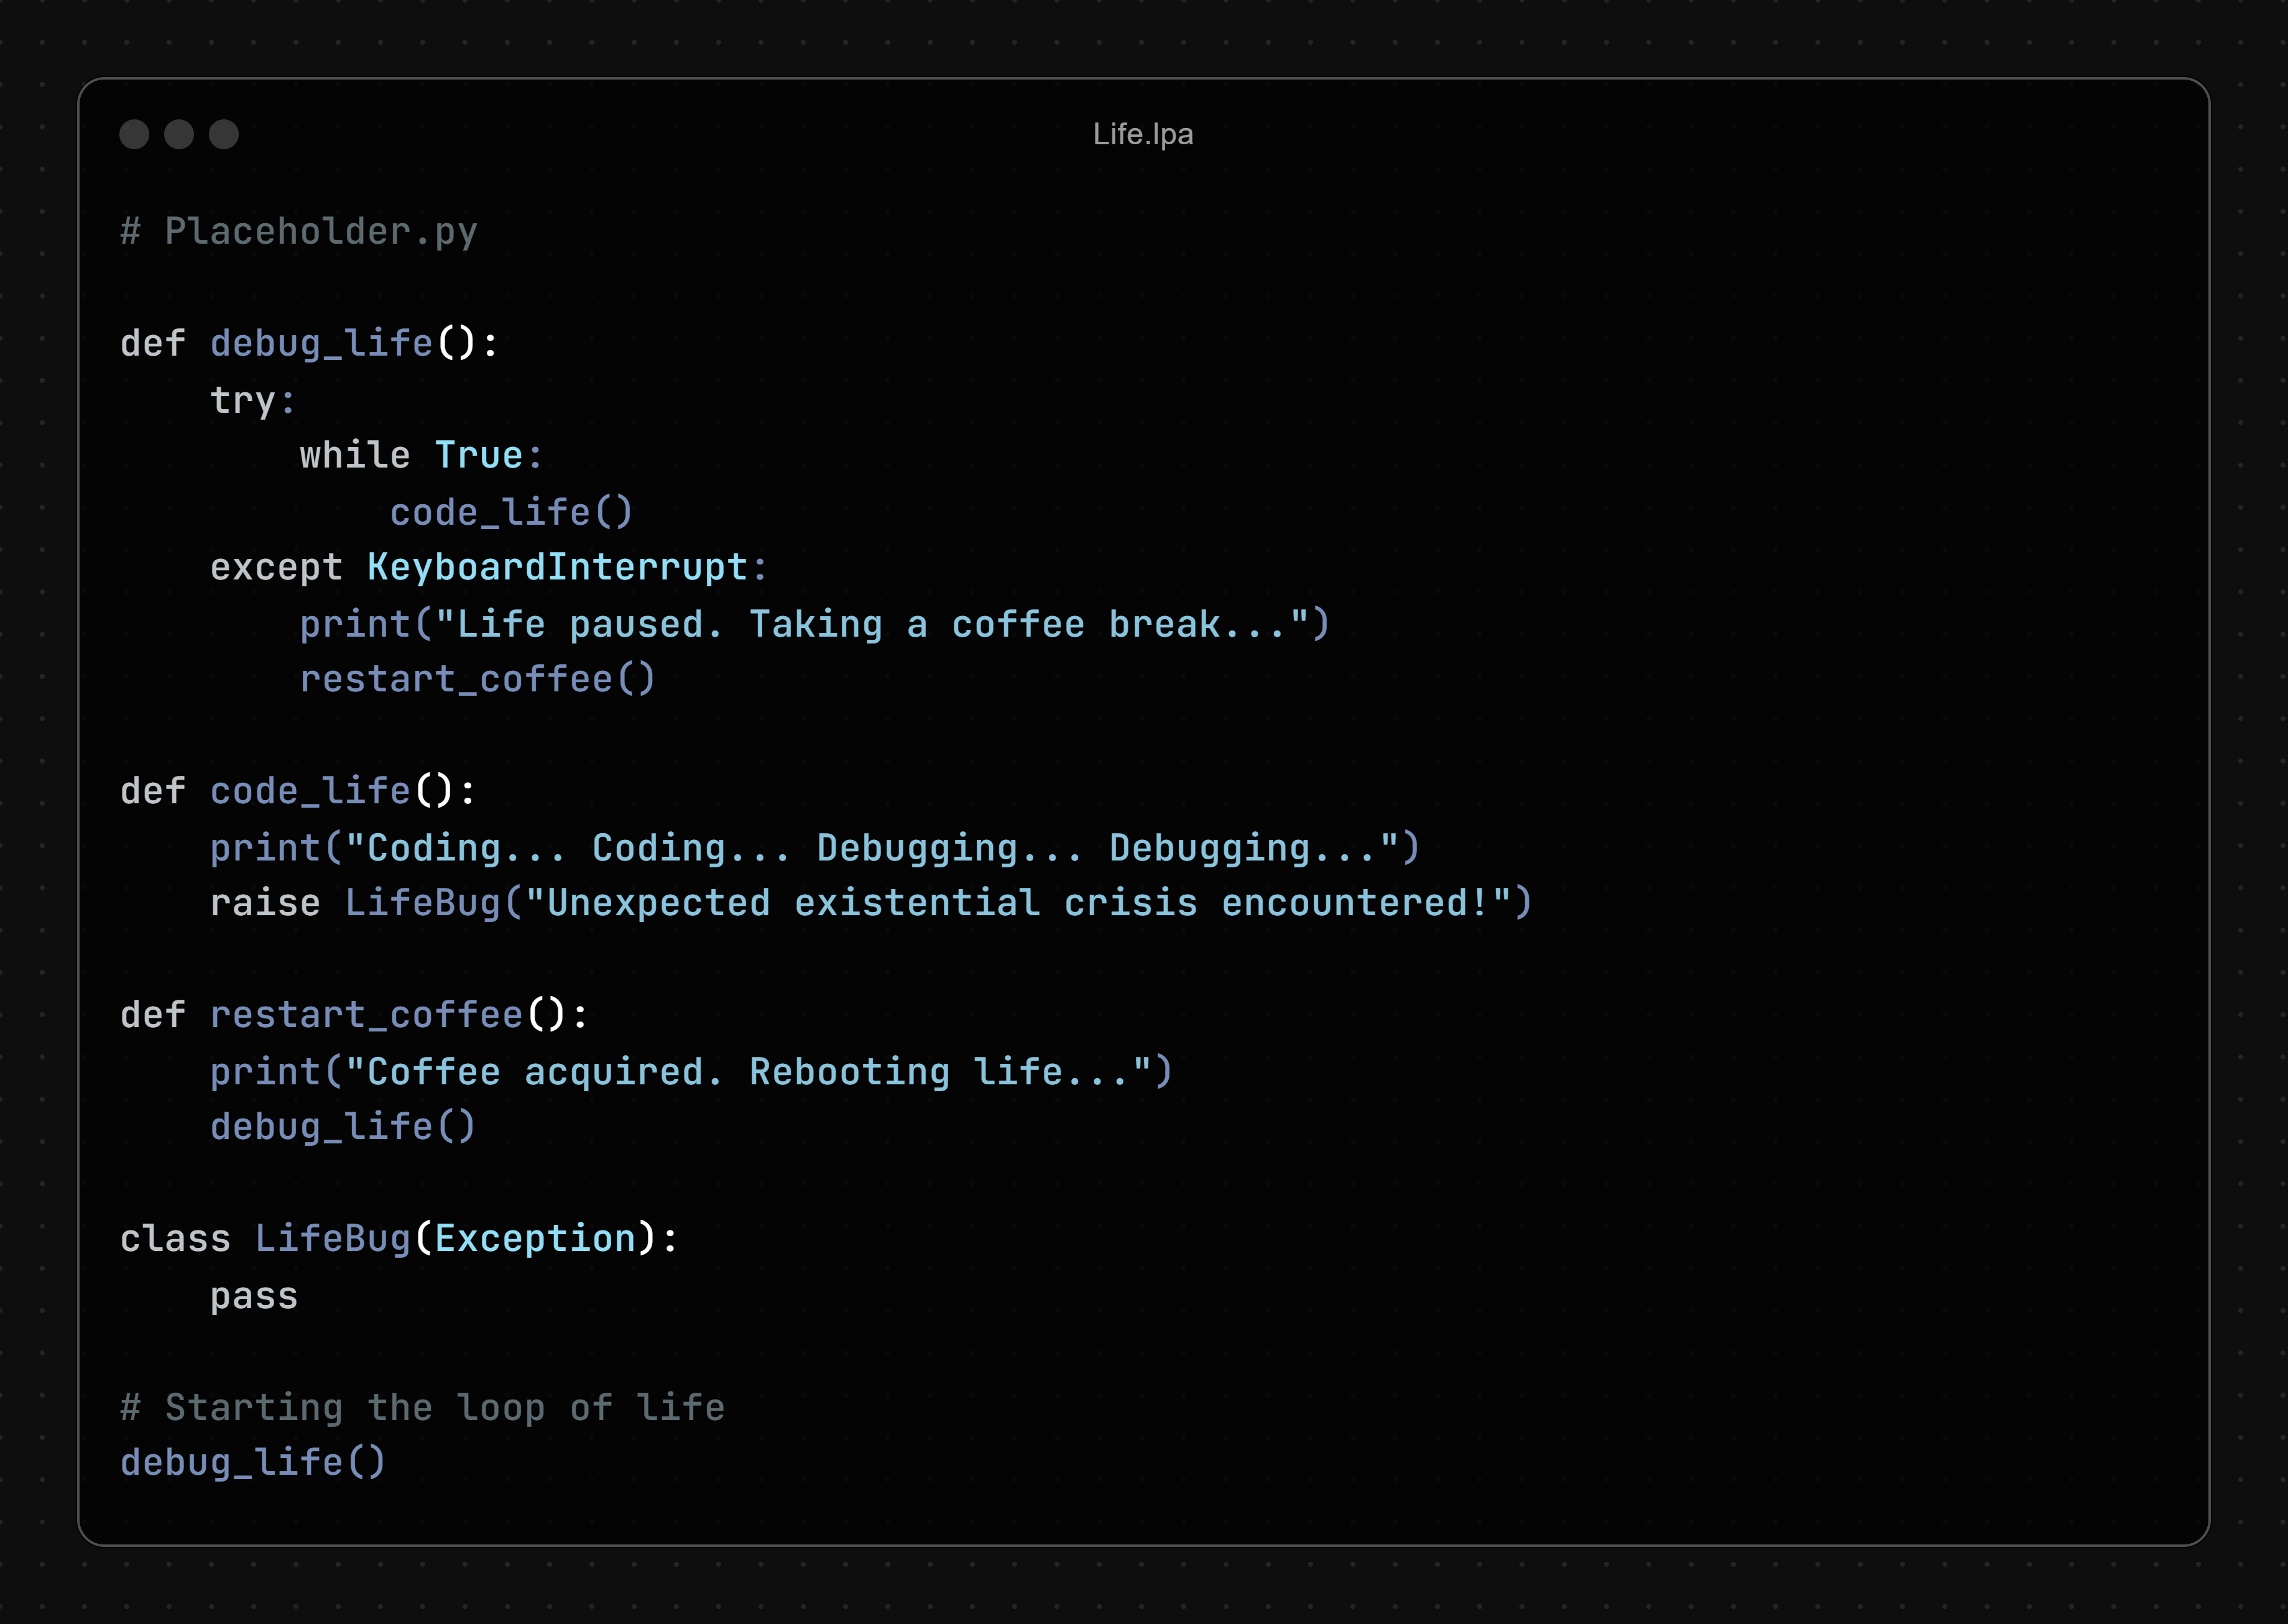 Life.lpa
# Placeholder.py
def debug_life():
    try:
        while True:
            code_life()
    except KeyboardInterrupt:
        print("Life paused. Taking a coffee break...")
        restart_coffee()
def code_life():
    print("Coding... Coding... Debugging... Debugging...")
    raise LifeBug("Unexpected existential crisis encountered!")
def restart_coffee():
    print("Coffee acquired. Rebooting life...")
    debug_life()
class LifeBug(Exception):
    pass
# Starting the loop of life
debug_life()